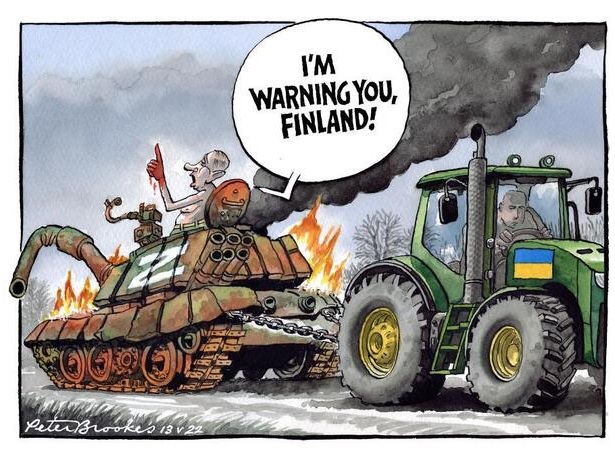 I'M
WARNING YOU,
FINLAND!
Z
Peter Brookes 13 V 22